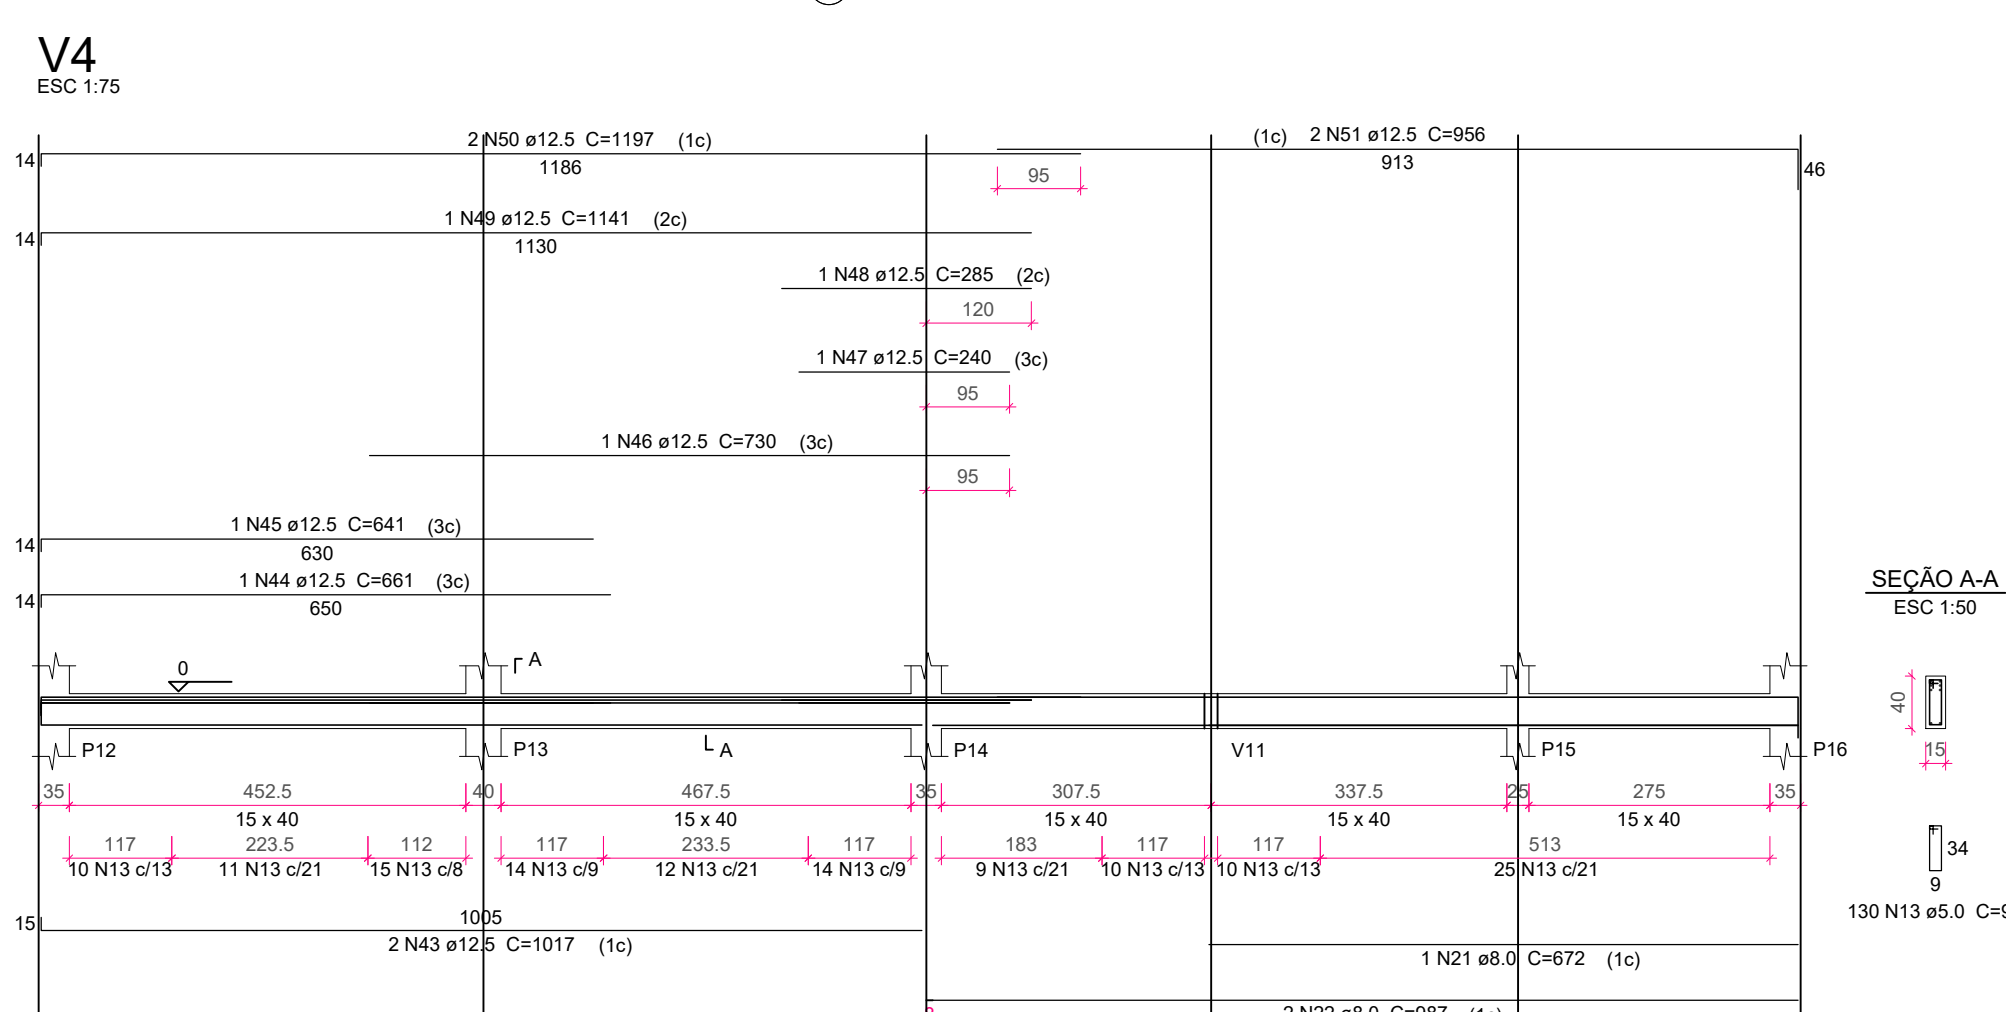 V4
ESC 1:75
2 N50 ø12.5 C=1197 (1c)
14
1186
(1c) 2 N51 ø12.5 C=956
913
46
95
1 N49 ø12.5 C=1141 (2c)
14
1130
1 N48 ø12.5 C=285 (2c)
120
1 N47 ø12.5 C=240 (3c)
95
1 N46 ø12.5 C=730 (3c)
95
1 N45 ø12.5 C=641 (3c)
14
630
1 N44 ø12.5 C=661 (3c)
14
650
SEÇÃO A-A
ESC 1:50
0
A
40
15
P12
P13
A
P14
V11
P15
P16
35 452.5 40 467.5 35 307.5 337.5 25 275 35
15 x 40 15 x 40 15 x 40 15 x 40 15 x 40
117 223.5 112 117 233.5 117 183 117 117 513
10 N13 c/13 11 N13 c/21 15 N13 c/8 14 N13 c/9 12 N13 c/21 14 N13 c/9 9 N13 c/21 10 N13 c/13 10 N13 c/13 25 N13 c/21
34
9
130 N13 ø5.0
15
1005
2 N43 ø12.5 C=1017 (1c)
1 N21 ø8.0 C=672 (1c)
2 N22 ø8.0 C=987 (1c)